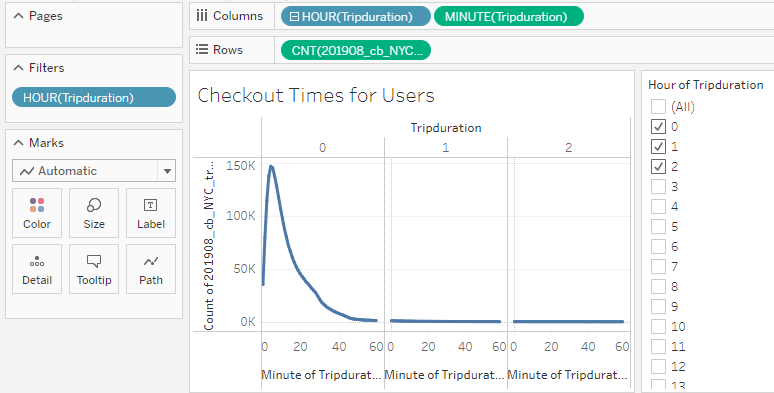 Pages
Columns
HOUR(Tripduration)
MINUTE(Tripduration)
Rows
CNT(201908_cb_NYC...
Filters
HOUR(Tripduration)
Marks
Automatic
Color
Size
Label
Detail
Tooltip
Path
Checkout Times for Users
Tripduration
0 1 2
Count of 201908_cb_NYC_tr...
150K
100K
50K
0K
0 20 40 60 0 20 40 60 0 20 40 60
Minute of Tripdurat... Minute of Tripdurat... Minute of Tripdurat...
Hour of Tripduration
(All)
0
1
2
3
4
5
6
7
8
9
10
11
12
13